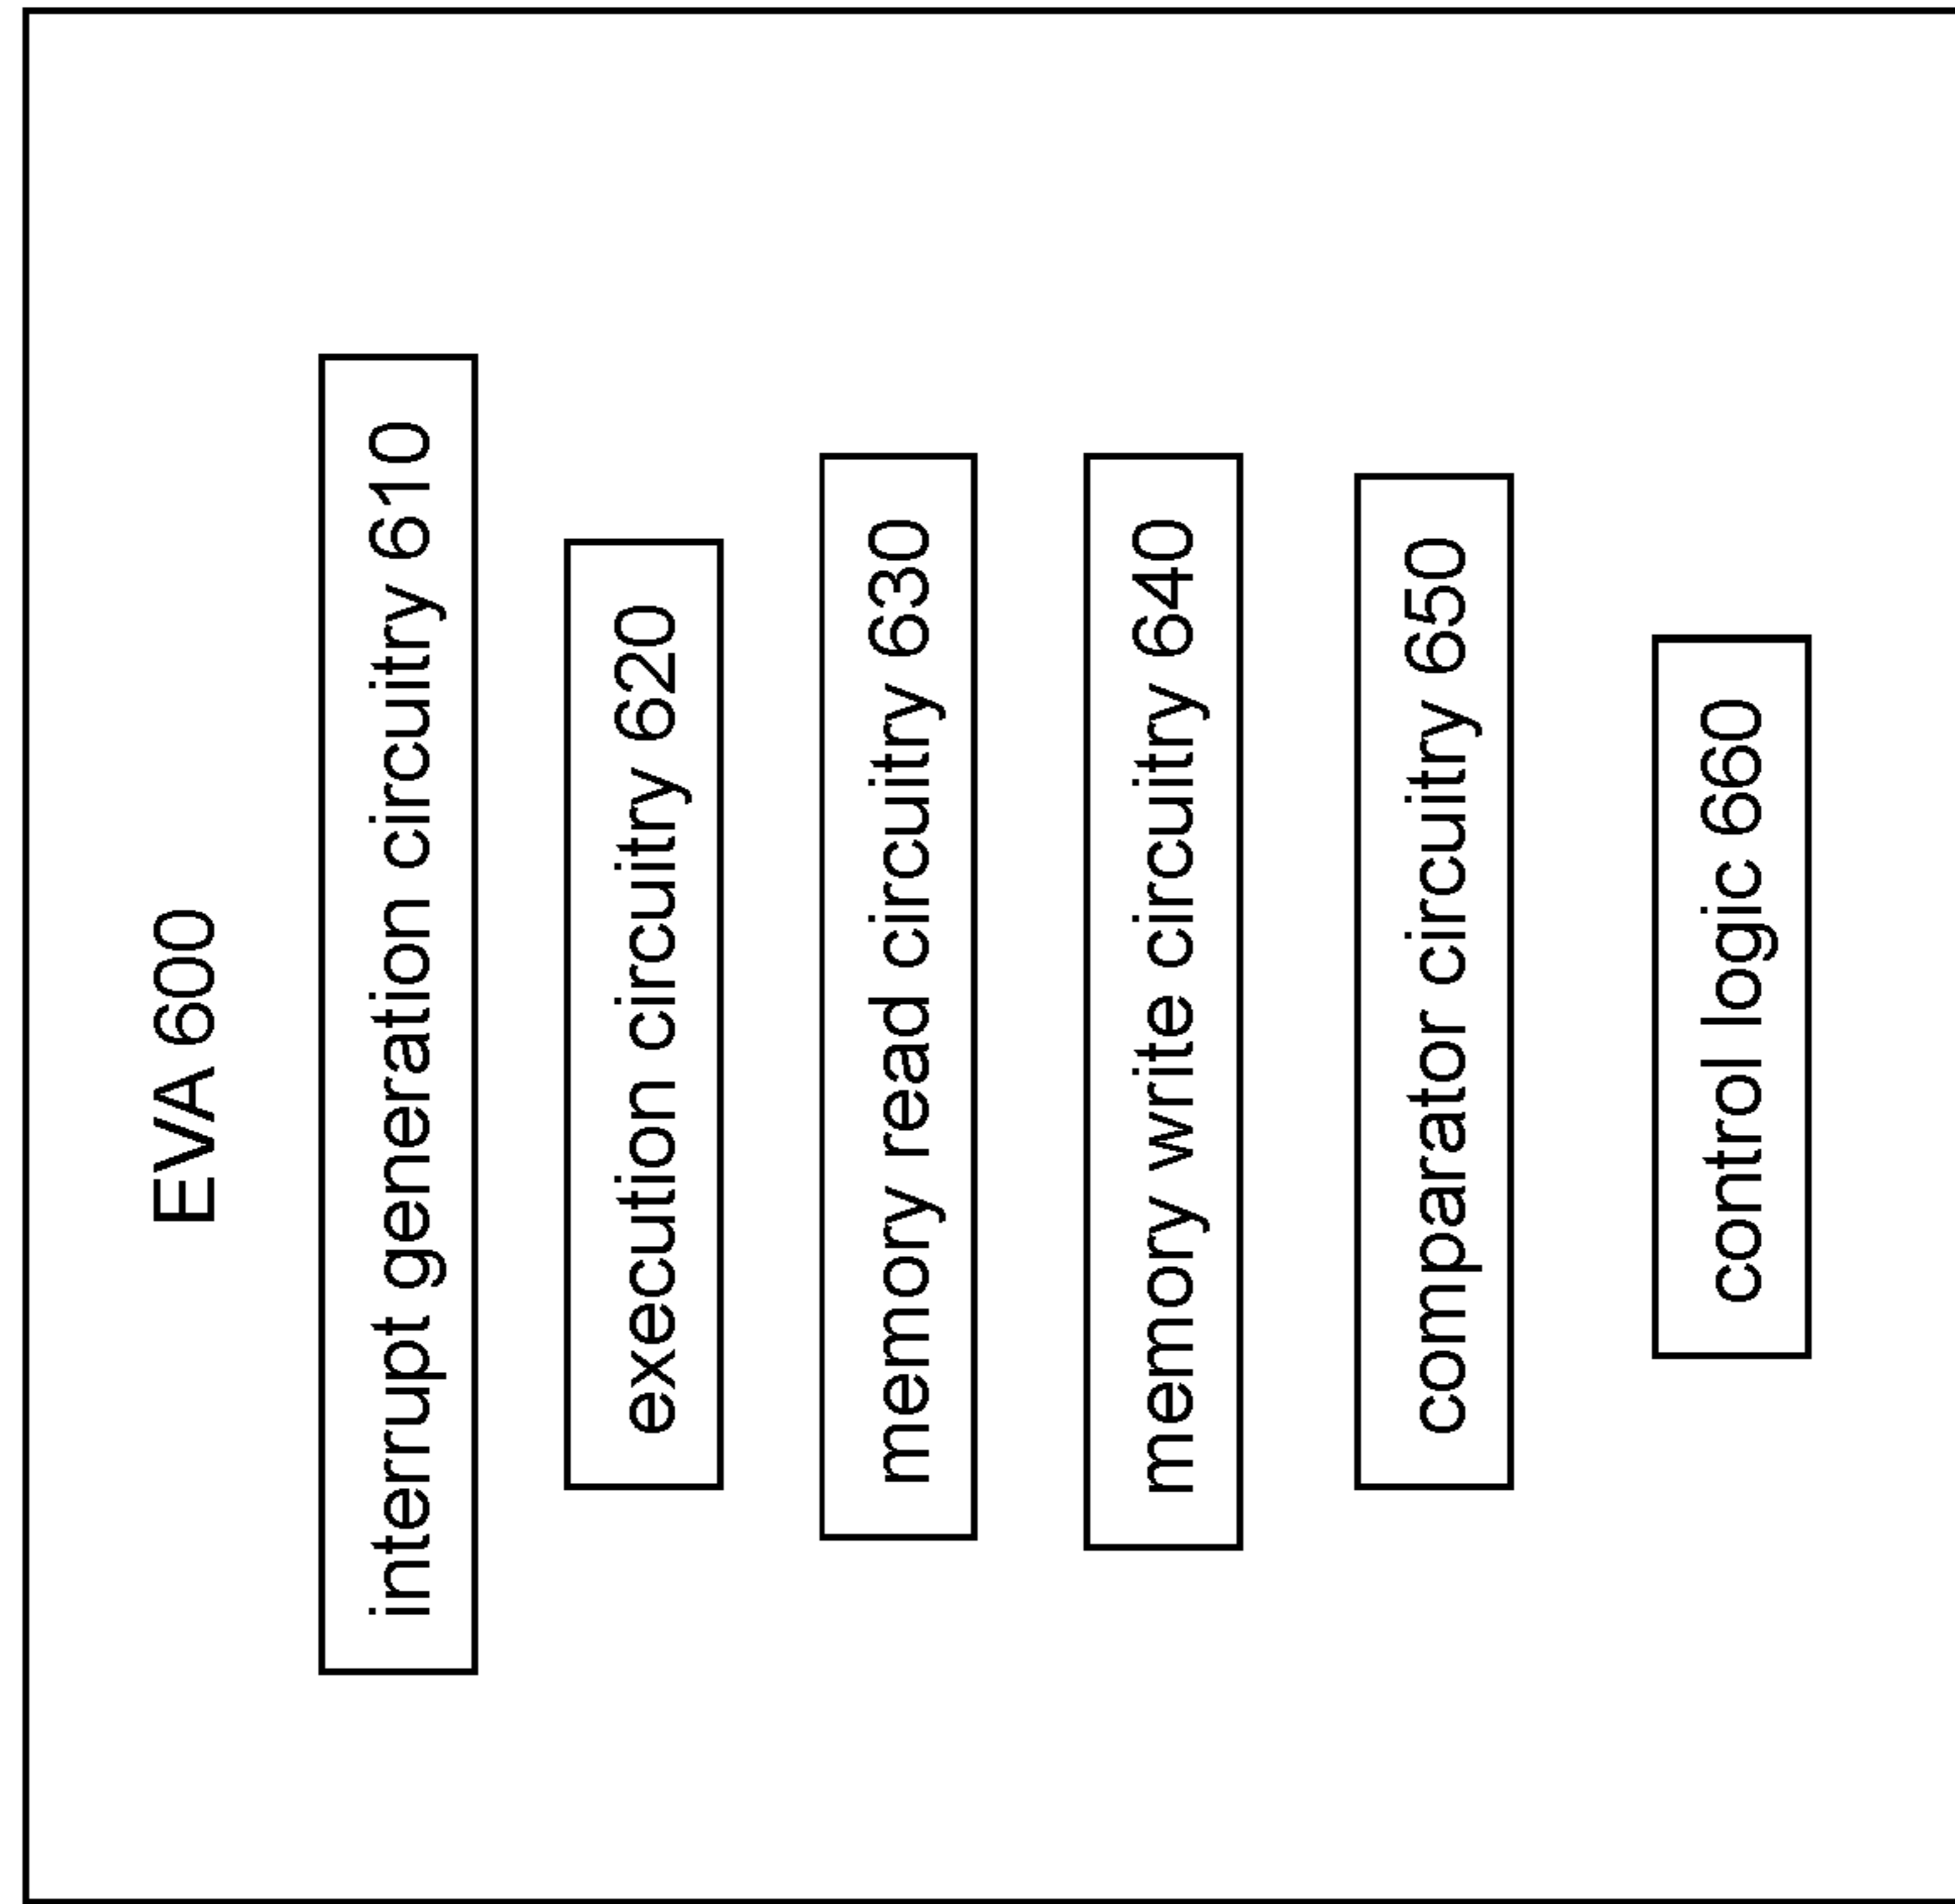 EVA 600
interrupt generation circuitry 610
execution circuitry 620
memory read circuitry 630
memory write circuitry 640
comparator circuitry 650
control logic 660